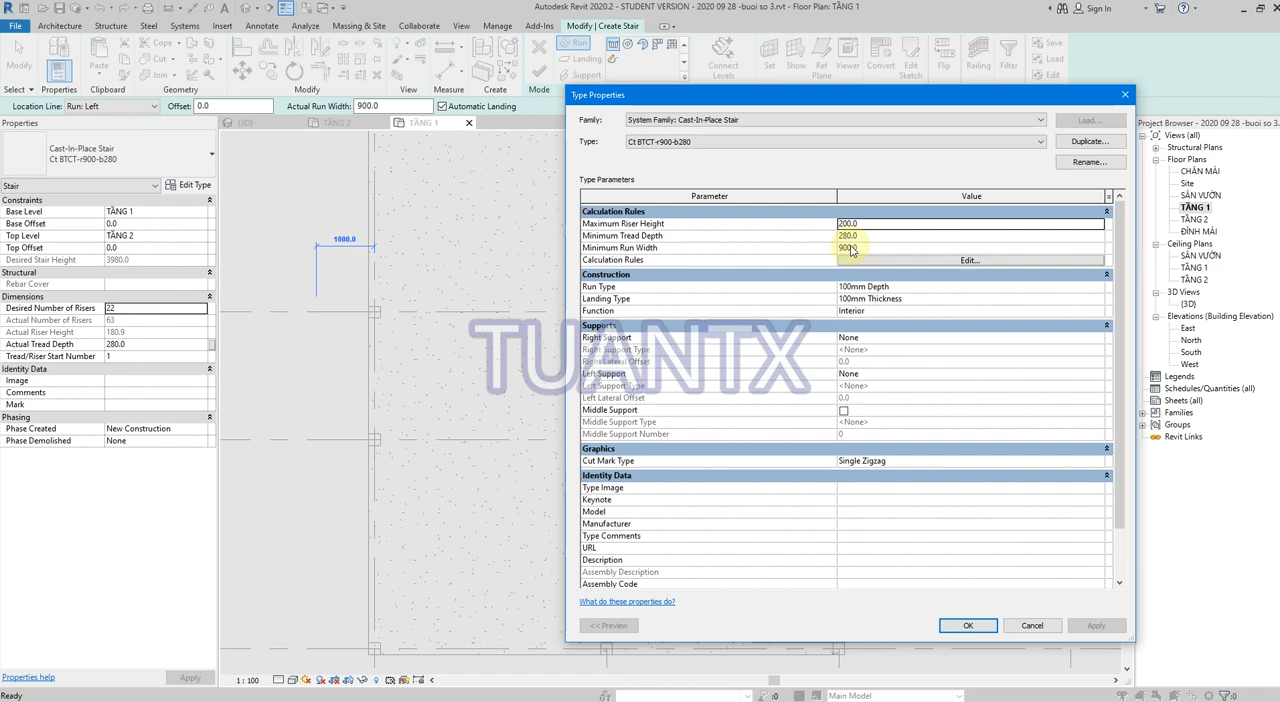 Autodesk Revit 2020.2 - STUDENT VERSION - 2020 09 28 -buoi so 3.rvt - Floor Plan: TẦNG 1
Sign In
File Architecture Structure Steel Systems Insert Annotate Analyze Massing & Site Collaborate View Manage Add-Ins Modify | Create Stair
Modify
Paste
Cope
Cut
Join
Run
Landing
Support
Connect Levels
Set Show Ref Plane Viewer Convert Edit Sketch Flip Railing Filter
Save
Load
Edit
Select Properties Clipboard Geometry Modify View Measure Create Mode
Location Line: Run: Left Offset: 0.0 Actual Run Width: 900.0 Automatic Landing
Properties
{3D} TẦNG 2 TẦNG 1
Cast-In-Place Stair
Ct BTCT-r900-b280
Stair Edit Type
Constraints
Base Level TẦNG 1
Base Offset 0.0
Top Level TẦNG 2
Top Offset 0.0
Desired Stair Height 3980.0
Structural
Rebar Cover
Dimensions
Desired Number of Risers 22
Actual Number of Risers 63
Actual Riser Height 180.9
Actual Tread Depth 280.0
Tread/Riser Start Number 1
Identity Data
Image
Comments
Mark
Phasing
Phase Created New Construction
Phase Demolished None
Properties help Apply
1000.0
Type Properties
Family: System Family: Cast-In-Place Stair Load...
Type: Ct BTCT-r900-b280 Duplicate...
Rename...
Type Parameters
Parameter Value =
Calculation Rules
Maximum Riser Height 200.0
Minimum Tread Depth 280.0
Minimum Run Width 900.0
Calculation Rules Edit...
Construction
Run Type 100mm Depth
Landing Type 100mm Thickness
Function Interior
Supports
Right Support None
Right Support Type <None>
Right Lateral Offset 0.0
Left Support None
Left Support Type <None>
Left Lateral Offset 0.0
Middle Support
Middle Support Type <None>
Middle Support Number 0
Graphics
Cut Mark Type Single Zigzag
Identity Data
Type Image
Keynote
Model
Manufacturer
Type Comments
URL
Description
Assembly Description
Assembly Code
What do these properties do?
<< Preview OK Cancel Apply
TUANTX
Project Browser - 2020 09 28 -buoi so 3.
Views (all)
Structural Plans
Floor Plans
CHÂN MÁI
Site
SÂN VƯỜN
TẦNG 1
TẦNG 2
ĐỈNH MÁI
Ceiling Plans
SÂN VƯỜN
TẦNG 1
TẦNG 2
3D Views
{3D}
Elevations (Building Elevation)
East
North
South
West
Legends
Schedules/Quantities (all)
Sheets (all)
Families
Groups
Revit Links
1 : 100
Ready :0 Main Model :0